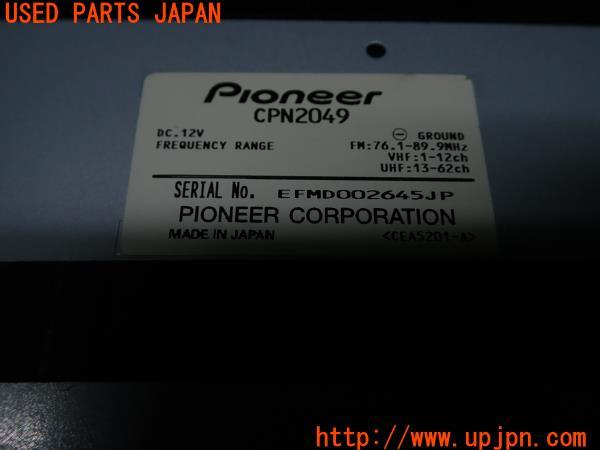 USED PARTS JAPAN
Pioneer
CPN2049
DC.12V
⊖ GROUND
FREQUENCY RANGE FM:76.1-89.9MHz
VHF:1-12ch
UHF:13-62ch
SERIAL No. EFMD002645JP
PIONEER CORPORATION
MADE IN JAPAN <CEA5201-A>
http://www.upjpn.com